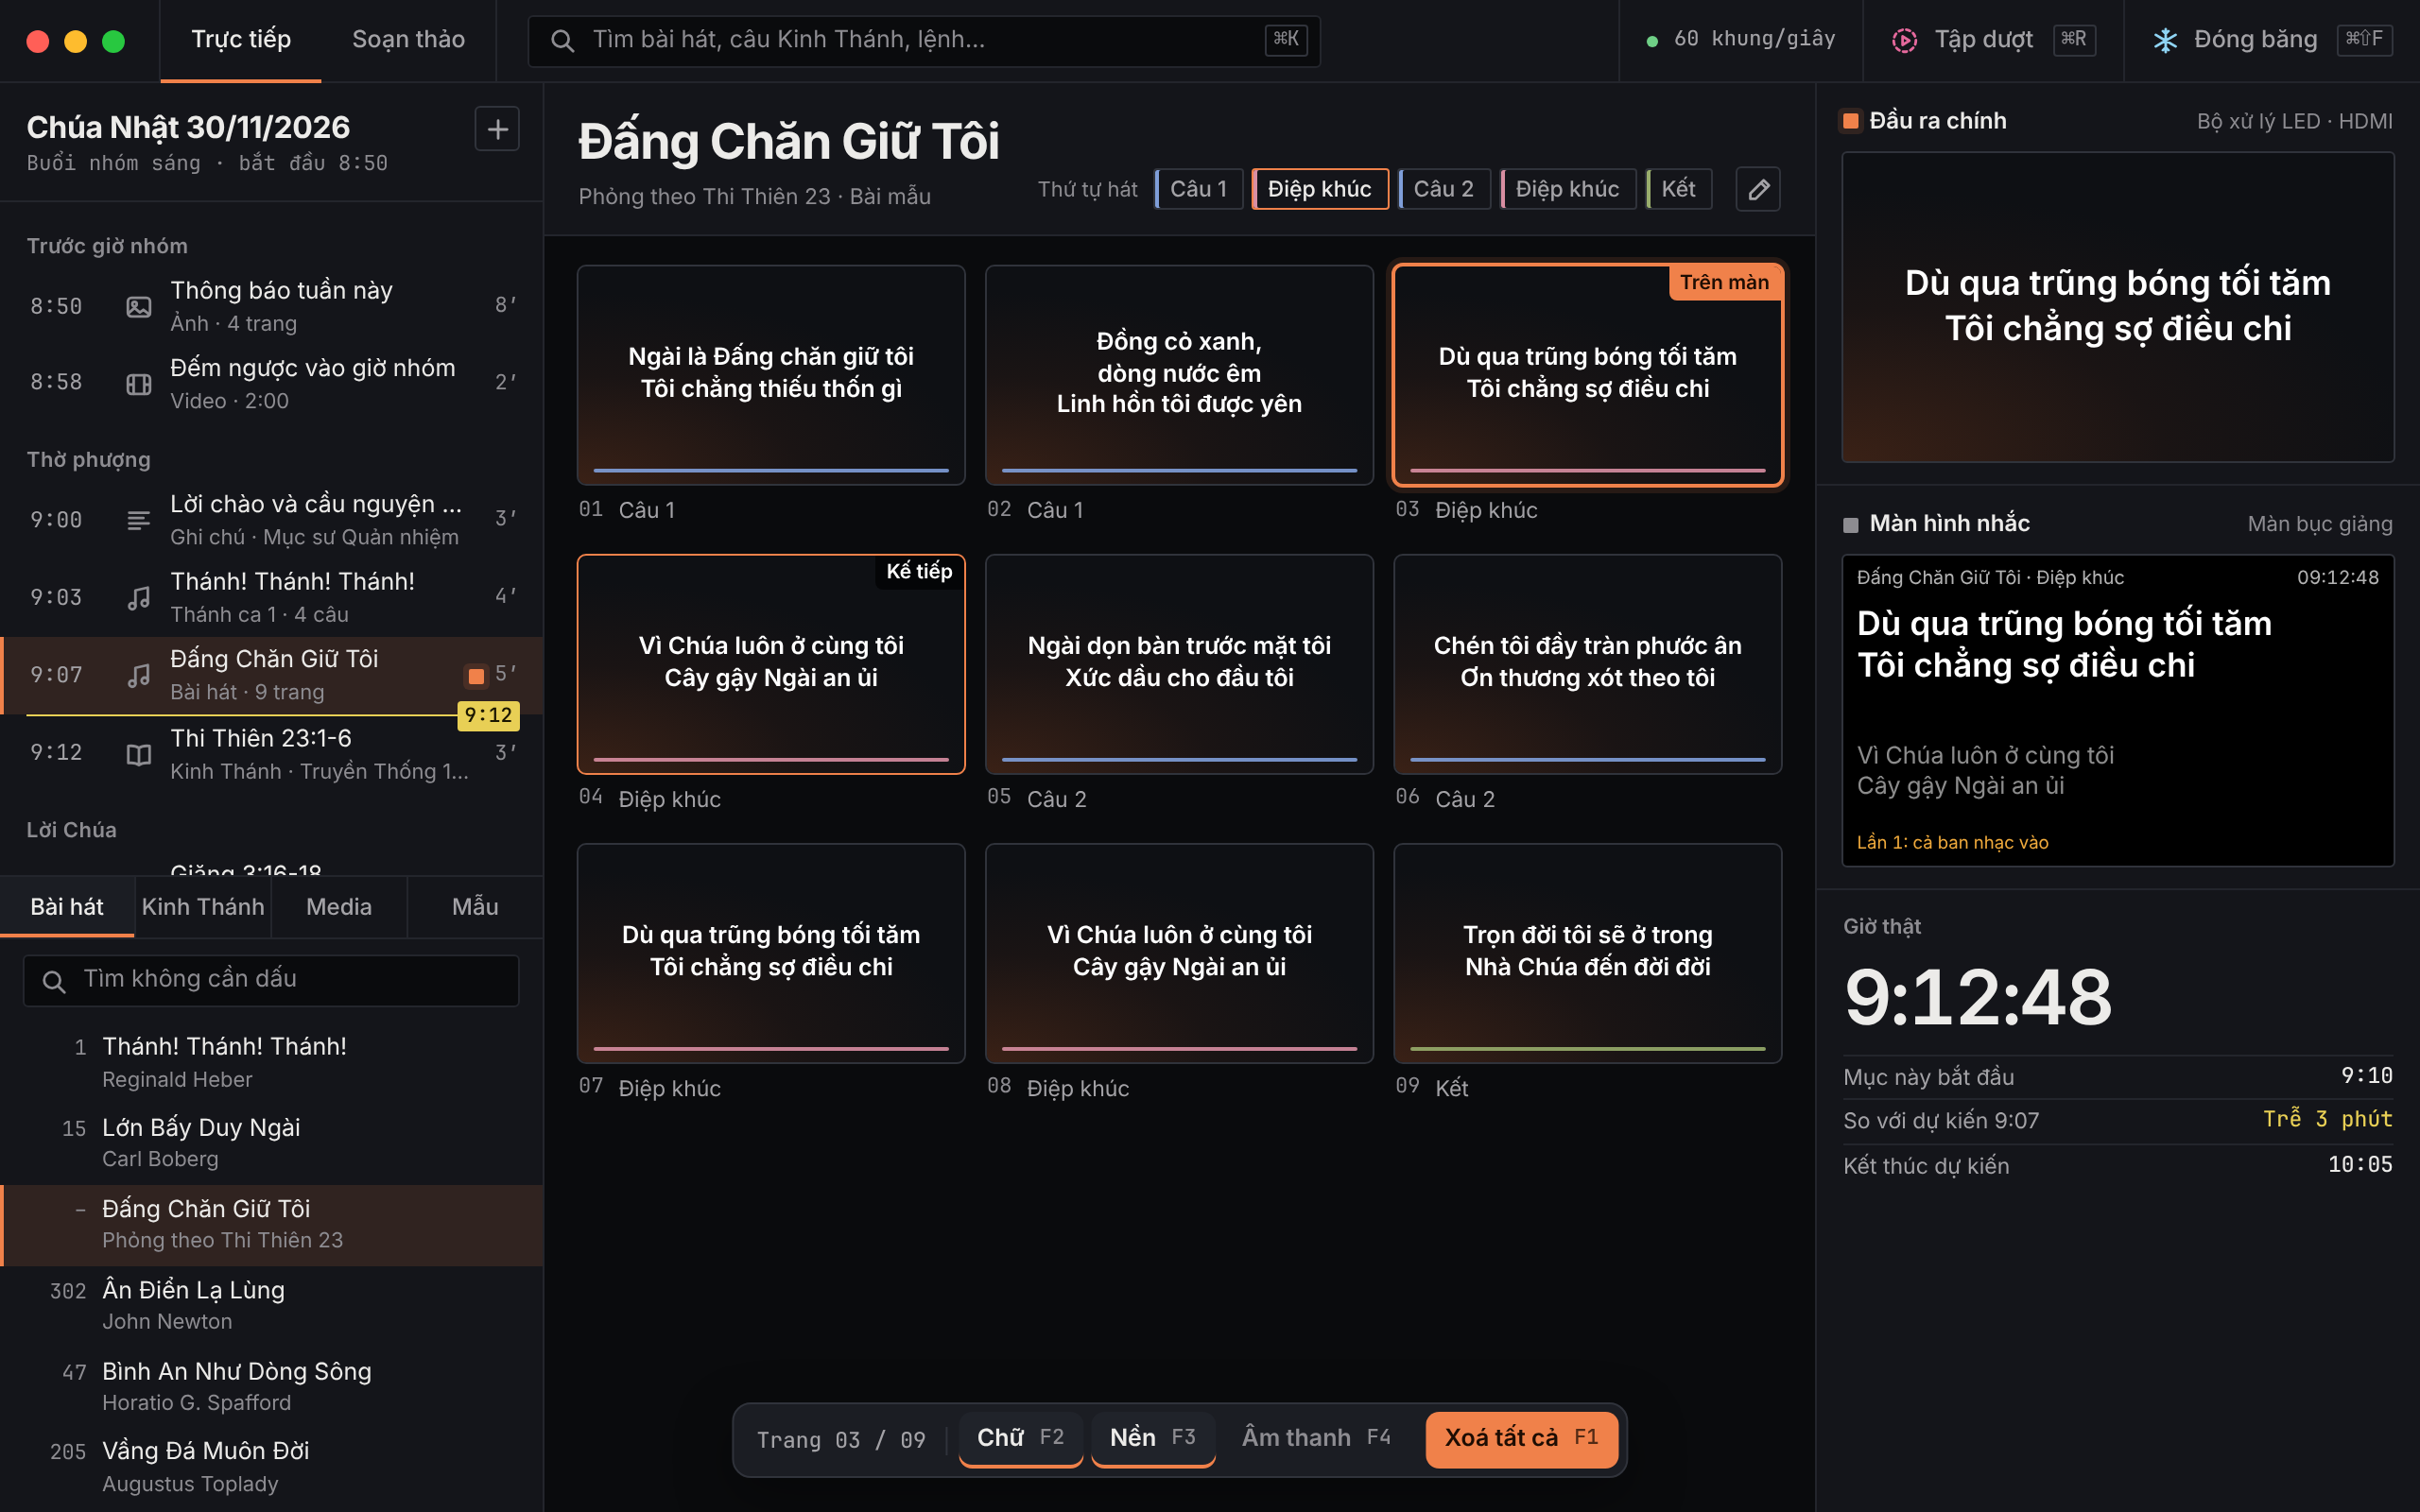 Trực tiếp
Soạn thảo
Tìm bài hát, câu Kinh Thánh, lệnh...
⌘K
60 khung/giây
Tập dượt ⌘R
Đóng băng ⌘⇧F
Chúa Nhật 30/11/2026
Buổi nhóm sáng · bắt đầu 8:50
Trước giờ nhóm
8:50 Thông báo tuần này 8′
Ảnh · 4 trang
8:58 Đếm ngược vào giờ nhóm 2′
Video · 2:00
Thờ phượng
9:00 Lời chào và cầu nguyện ... 3′
Ghi chú · Mục sư Quản nhiệm
9:03 Thánh! Thánh! Thánh! 4′
Thánh ca 1 · 4 câu
9:07 Đấng Chăn Giữ Tôi 5′
Bài hát · 9 trang
9:12
9:12 Thi Thiên 23:1-6 3′
Kinh Thánh · Truyền Thống 1...
Lời Chúa
Giăng 3:16-18
Bài hát
Kinh Thánh
Media
Mẫu
Tìm không cần dấu
1 Thánh! Thánh! Thánh!
Reginald Heber
15 Lớn Bấy Duy Ngài
Carl Boberg
– Đấng Chăn Giữ Tôi
Phỏng theo Thi Thiên 23
302 Ân Điển Lạ Lùng
John Newton
47 Bình An Như Dòng Sông
Horatio G. Spafford
205 Vầng Đá Muôn Đời
Augustus Toplady
Đấng Chăn Giữ Tôi
Phỏng theo Thi Thiên 23 · Bài mẫu
Thứ tự hát
Câu 1
Điệp khúc
Câu 2
Điệp khúc
Kết
Ngài là Đấng chăn giữ tôi
Tôi chẳng thiếu thốn gì
01 Câu 1
Đồng cỏ xanh,
dòng nước êm
Linh hồn tôi được yên
02 Câu 1
Trên màn
Dù qua trũng bóng tối tăm
Tôi chẳng sợ điều chi
03 Điệp khúc
Kế tiếp
Vì Chúa luôn ở cùng tôi
Cây gậy Ngài an ủi
04 Điệp khúc
Ngài dọn bàn trước mặt tôi
Xức dầu cho đầu tôi
05 Câu 2
Chén tôi đầy tràn phước ân
Ơn thương xót theo tôi
06 Câu 2
Dù qua trũng bóng tối tăm
Tôi chẳng sợ điều chi
07 Điệp khúc
Vì Chúa luôn ở cùng tôi
Cây gậy Ngài an ủi
08 Điệp khúc
Trọn đời tôi sẽ ở trong
Nhà Chúa đến đời đời
09 Kết
Trang 03 / 09
Chữ F2
Nền F3
Âm thanh F4
Xoá tất cả F1
Đầu ra chính
Bộ xử lý LED · HDMI
Dù qua trũng bóng tối tăm
Tôi chẳng sợ điều chi
Màn hình nhắc
Màn bục giảng
Đấng Chăn Giữ Tôi · Điệp khúc
09:12:48
Dù qua trũng bóng tối tăm
Tôi chẳng sợ điều chi
Vì Chúa luôn ở cùng tôi
Cây gậy Ngài an ủi
Lần 1: cả ban nhạc vào
Giờ thật
9:12:48
Mục này bắt đầu 9:10
So với dự kiến 9:07 Trễ 3 phút
Kết thúc dự kiến 10:05